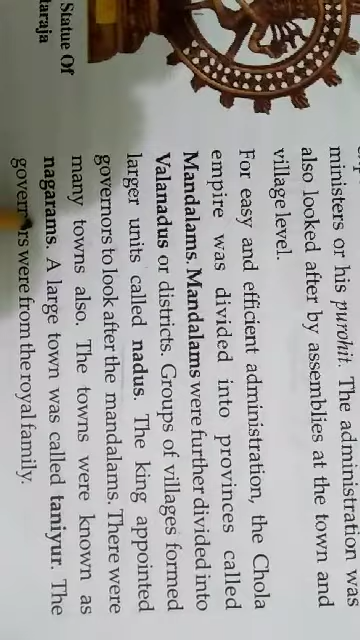 Statue Of
taraja
ministers or his purohit. The administration was
also looked after by assemblies at the town and
village level.
For easy and efficient administration, the Chola
empire was divided into provinces called
Mandalams. Mandalams were further divided into
Valanadus or districts. Groups of villages formed
larger units called nadus. The king appointed
governors to look after the mandalams. There were
many towns also. The towns were known as
nagarams. A large town was called taniyur. The
governors were from the royal family.